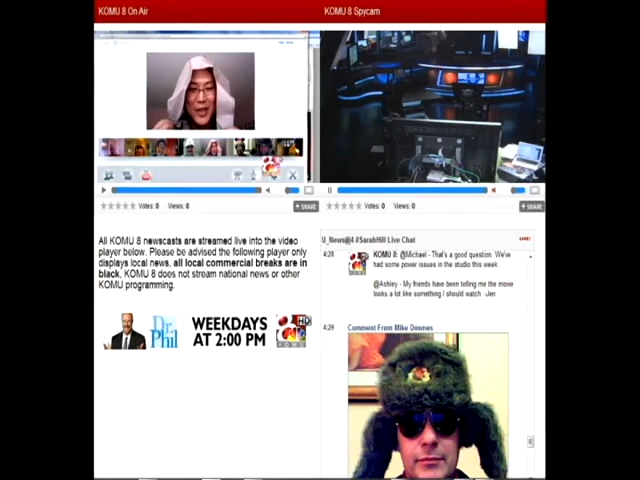 KOMU 8 On Air
KOMU 8 Spycam
Votes: 0 Views: 0
+ SHARE
Votes: 0 Views: 0
+ SHARE
All KOMU 8 newscasts are streamed live into the video
player below. Please be advised the following player only
displays local news, all local commercial breaks are in
black, KOMU 8 does not stream national news or other
KOMU programming.
Dr.
Phil
WEEKDAYS
AT 2:00 PM
HD
KOMU
U_News@4 #SarahHill Live Chat
4:28
KOMU 8: @Michael - That's a good question. We've
had some power issues in the studio this week
@Ashley - My friends have been telling me the move
looks a lot like something I should watch -Jen
4:29
Comment From Mike Downes